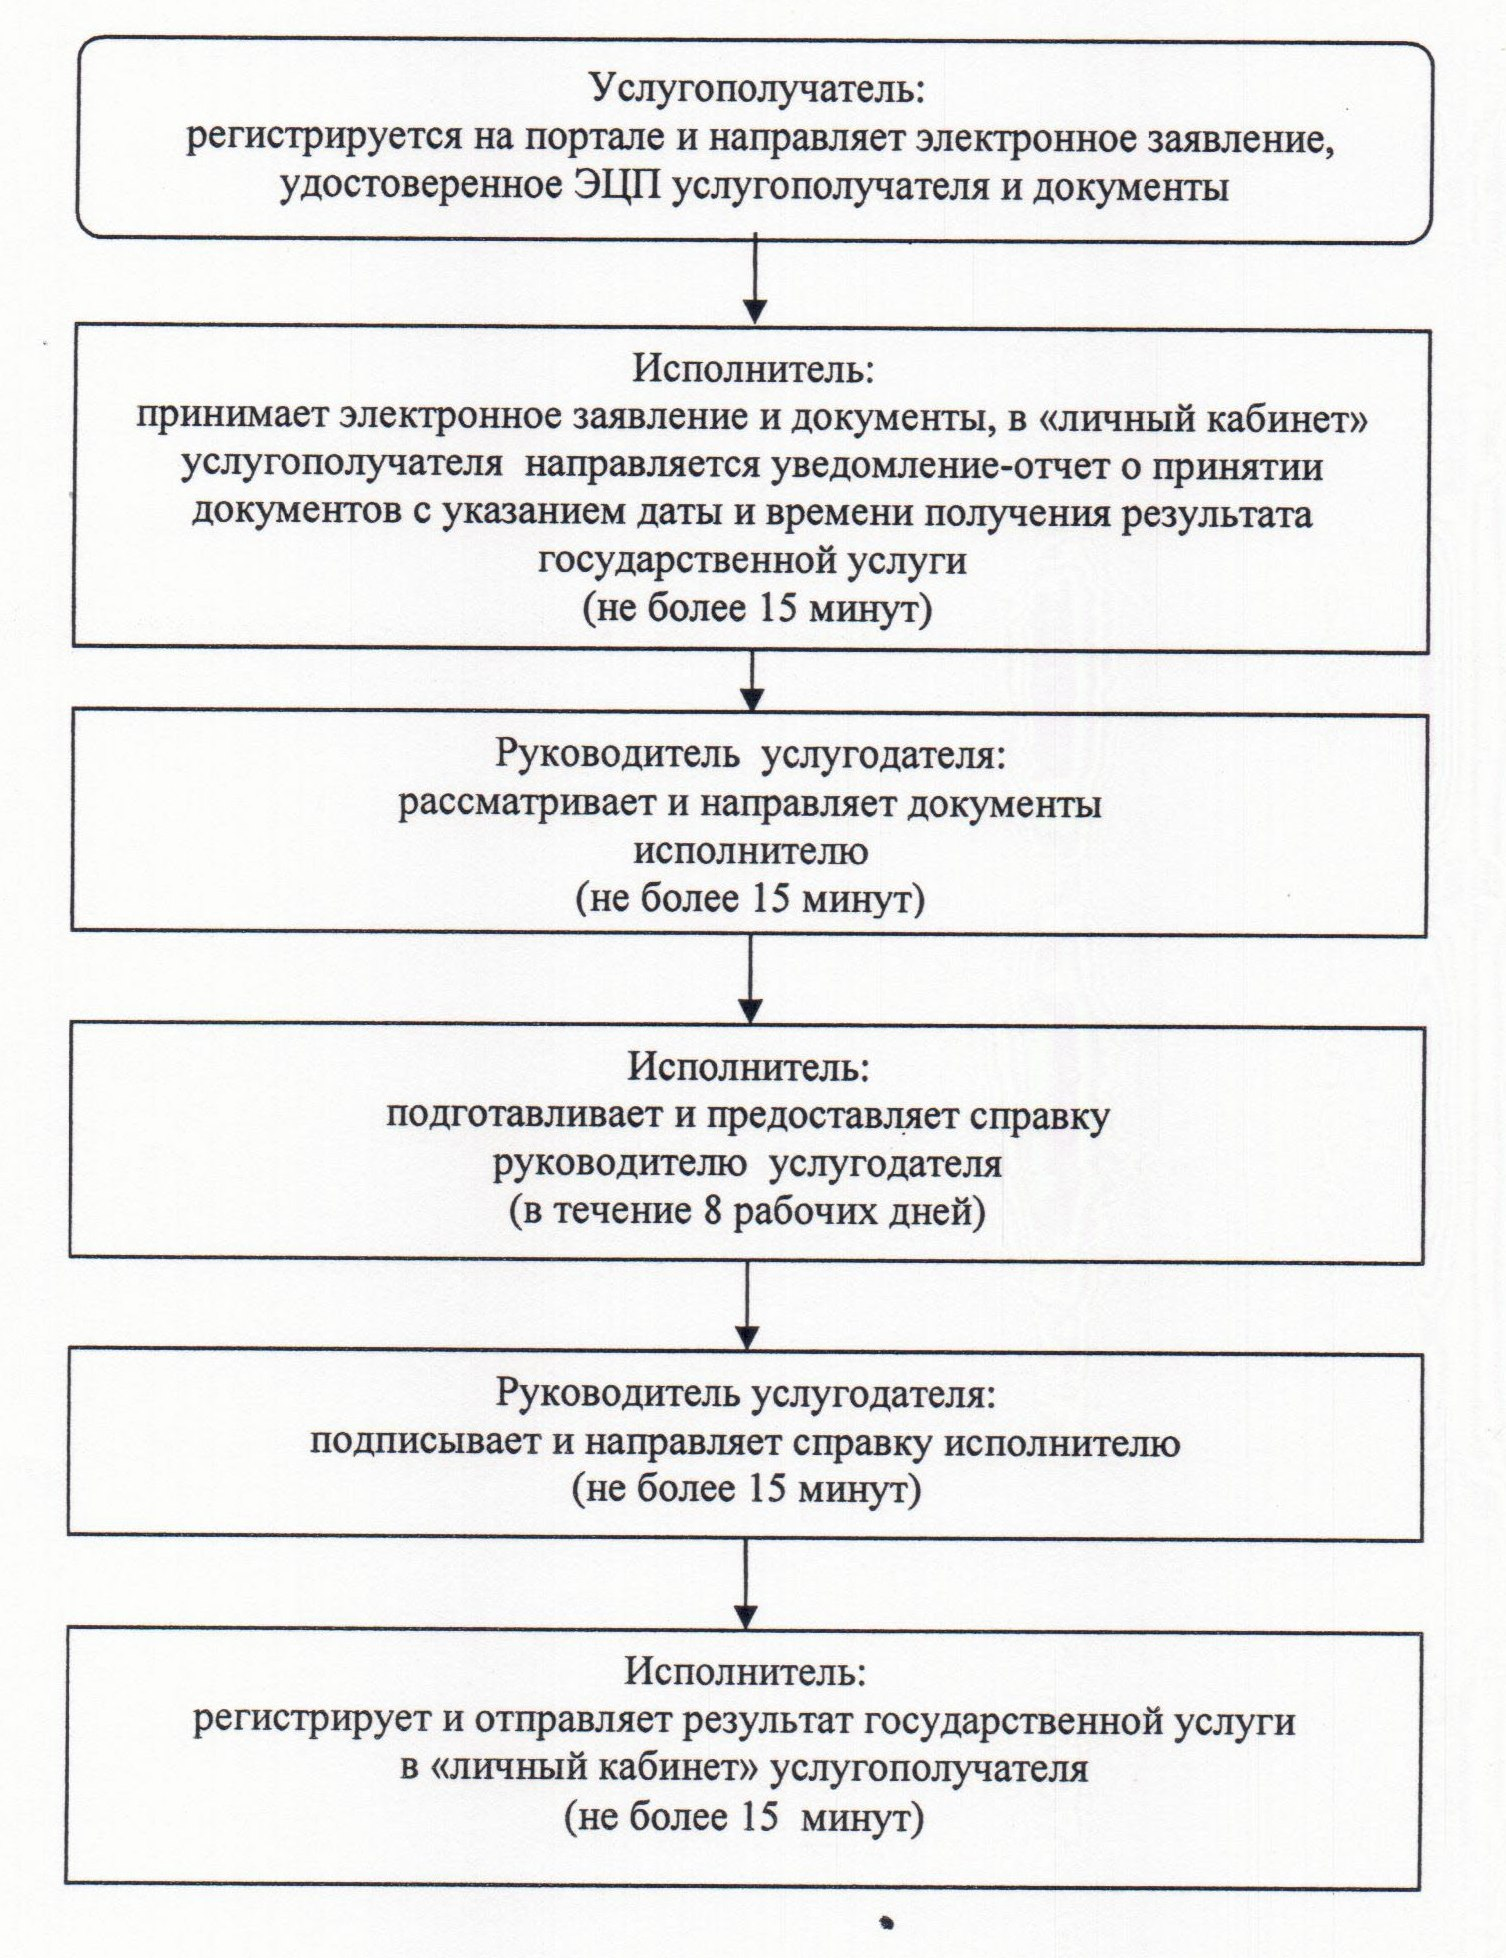 Услугополучатель:
регистрируется на портале и направляет электронное заявление,
удостоверенное ЭЦП услугополучателя и документы
Исполнитель:
принимает электронное заявление и документы, в «личный кабинет»
услугополучателя направляется уведомление-отчет о принятии
документов с указанием даты и времени получения результата
государственной услуги
(не более 15 минут)
Руководитель услугодателя:
рассматривает и направляет документы
исполнителю
(не более 15 минут)
Исполнитель:
подготавливает и предоставляет справку
руководителю услугодателя
(в течение 8 рабочих дней)
Руководитель услугодателя:
подписывает и направляет справку исполнителю
(не более 15 минут)
Исполнитель:
регистрирует и отправляет результат государственной услуги
в «личный кабинет» услугополучателя
(не более 15 минут)